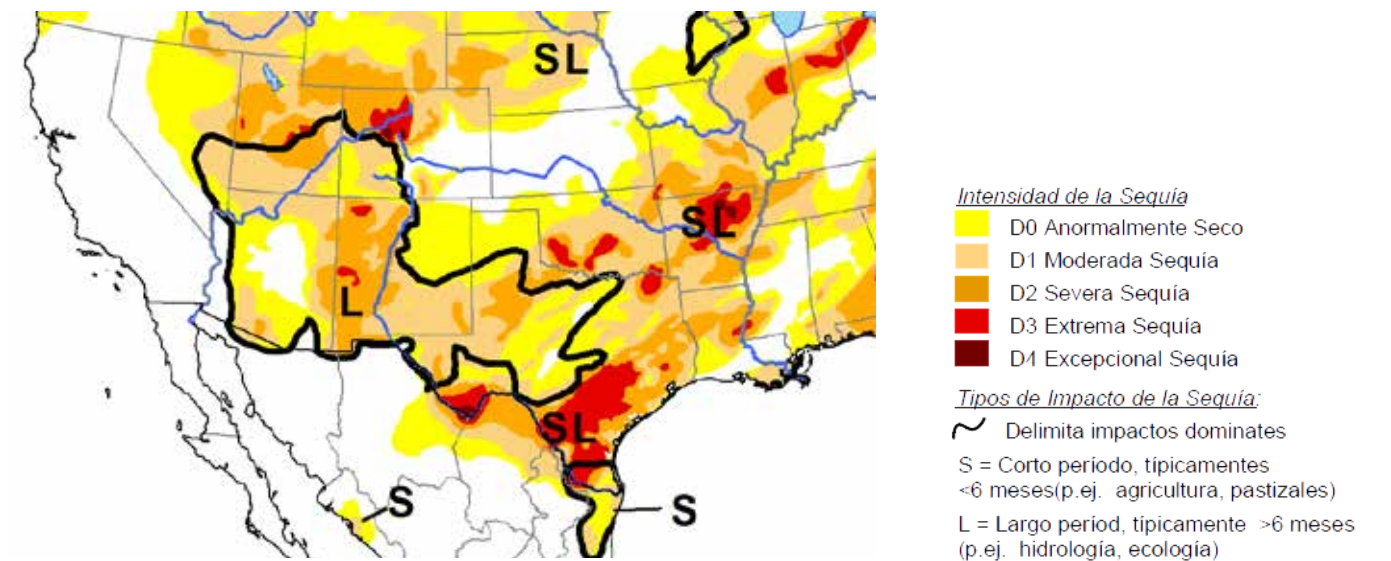 SL
SL
L
SL
S
S
Intensidad de la Sequía
D0 Anormalmente Seco
D1 Moderada Sequía
D2 Severa Sequía
D3 Extrema Sequía
D4 Excepcional Sequía
Tipos de Impacto de la Sequía:
Delimita impactos dominates
S = Corto período, típicamentes
<6 meses(p.ej. agricultura, pastizales)
L = Largo períod, típicamente >6 meses
(p.ej. hidrología, ecología)